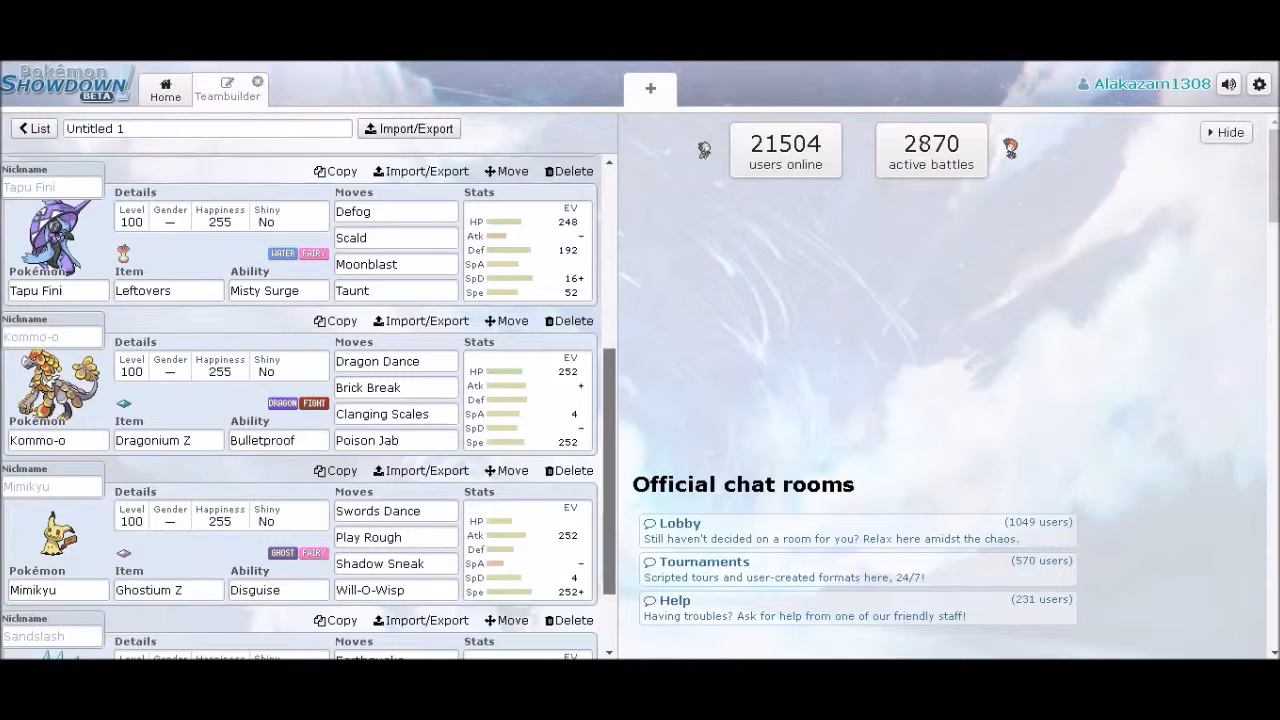 Pokémon
SHOWDOWN
BETA
Home
Teambuilder
+
Alakazam1308
List
Untitled 1
Import/Export
21504
users online
2870
active battles
Hide
Nickname
Tapu Fini
Copy Import/Export Move Delete
Details
Level Gender Happiness Shiny
100 — 255 No
WATER FAIRY
Pokémon Item Ability
Tapu Fini Leftovers Misty Surge
Moves
Defog
Scald
Moonblast
Taunt
Stats
EV
HP 248
Atk -
Def 192
SpA
SpD 16+
Spe 52
Nickname
Kommo-o
Copy Import/Export Move Delete
Details
Level Gender Happiness Shiny
100 — 255 No
DRAGON FIGHT
Pokémon Item Ability
Kommo-o Dragonium Z Bulletproof
Moves
Dragon Dance
Brick Break
Clanging Scales
Poison Jab
Stats
EV
HP 252
Atk +
Def
SpA 4
SpD -
Spe 252
Nickname
Mimikyu
Copy Import/Export Move Delete
Details
Level Gender Happiness Shiny
100 — 255 No
GHOST FAIRY
Pokémon Item Ability
Mimikyu Ghostium Z Disguise
Moves
Swords Dance
Play Rough
Shadow Sneak
Will-O-Wisp
Stats
EV
HP
Atk 252
Def
SpA -
SpD 4
Spe 252+
Nickname
Sandslash
Copy Import/Export Move Delete
Details
Level Gender Happiness Shiny
Moves
Earthquake
Stats
EV
HP
Official chat rooms
Lobby (1049 users)
Still haven't decided on a room for you? Relax here amidst the chaos.
Tournaments (570 users)
Scripted tours and user-created formats here, 24/7!
Help (231 users)
Having troubles? Ask for help from one of our friendly staff!